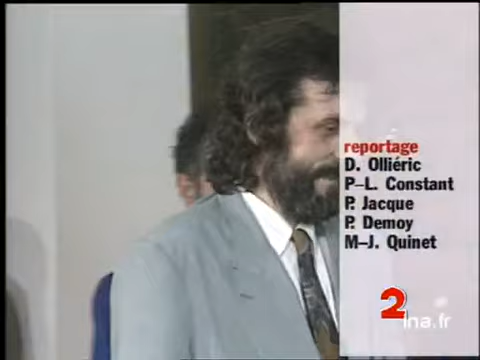 reportage
D. Olliéric
P–L. Constant
P. Jacque
P. Demoy
M–J. Quinet
2
ina.fr